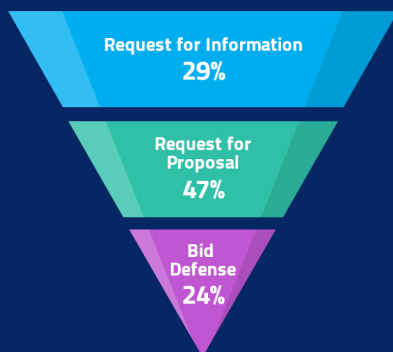 Request for Information
29%
Request for
Proposal
47%
Bid
Defense
24%